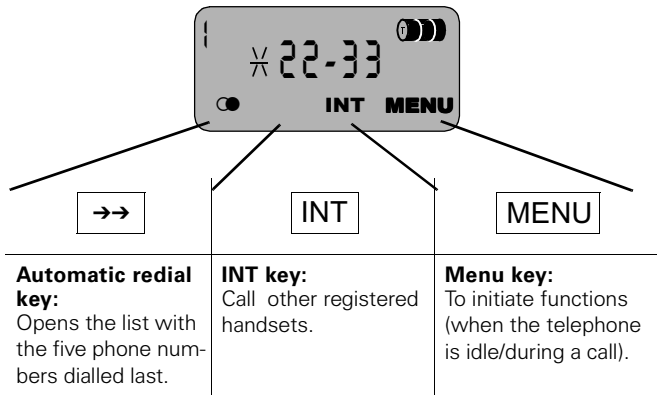 1
22-33
INT MENU
→→ INT MENU
Automatic redial key:
Opens the list with
the five phone num-
bers dialled last.
INT key:
Call other registered
handsets.
Menu key:
To initiate functions
(when the telephone
is idle/during a call).